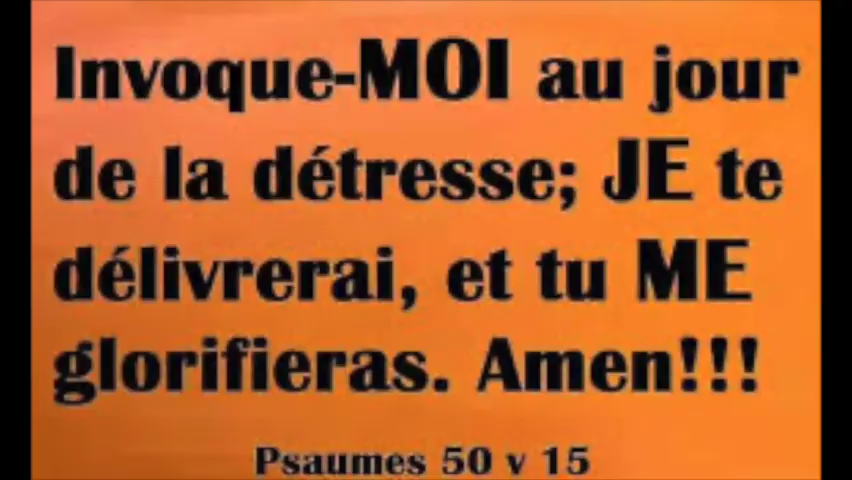 Invoque-MOI au jour
de la détresse; JE te
délivrerai, et tu ME
glorifieras. Amen!!!
Psaumes 50 v 15